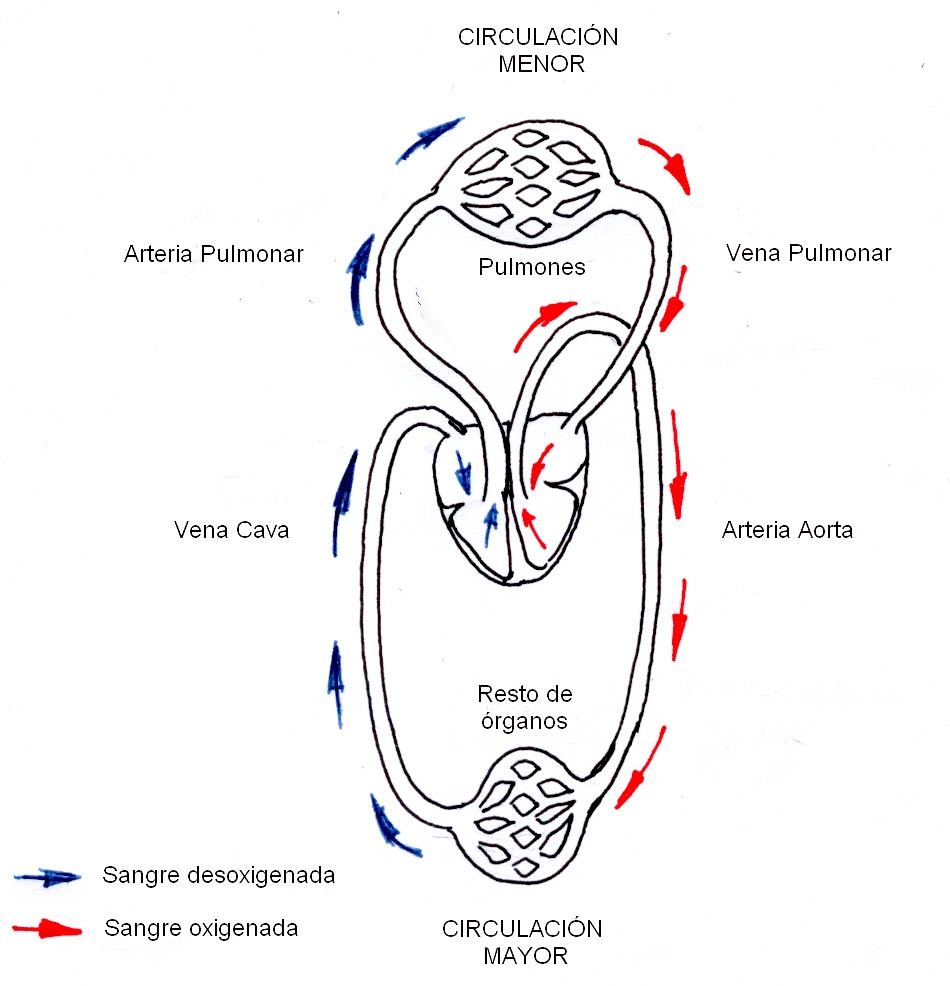 CIRCULACIÓN
MENOR
Arteria Pulmonar
Pulmones
Vena Pulmonar
Vena Cava
Arteria Aorta
Resto de
órganos
Sangre desoxigenada
Sangre oxigenada
CIRCULACIÓN
MAYOR